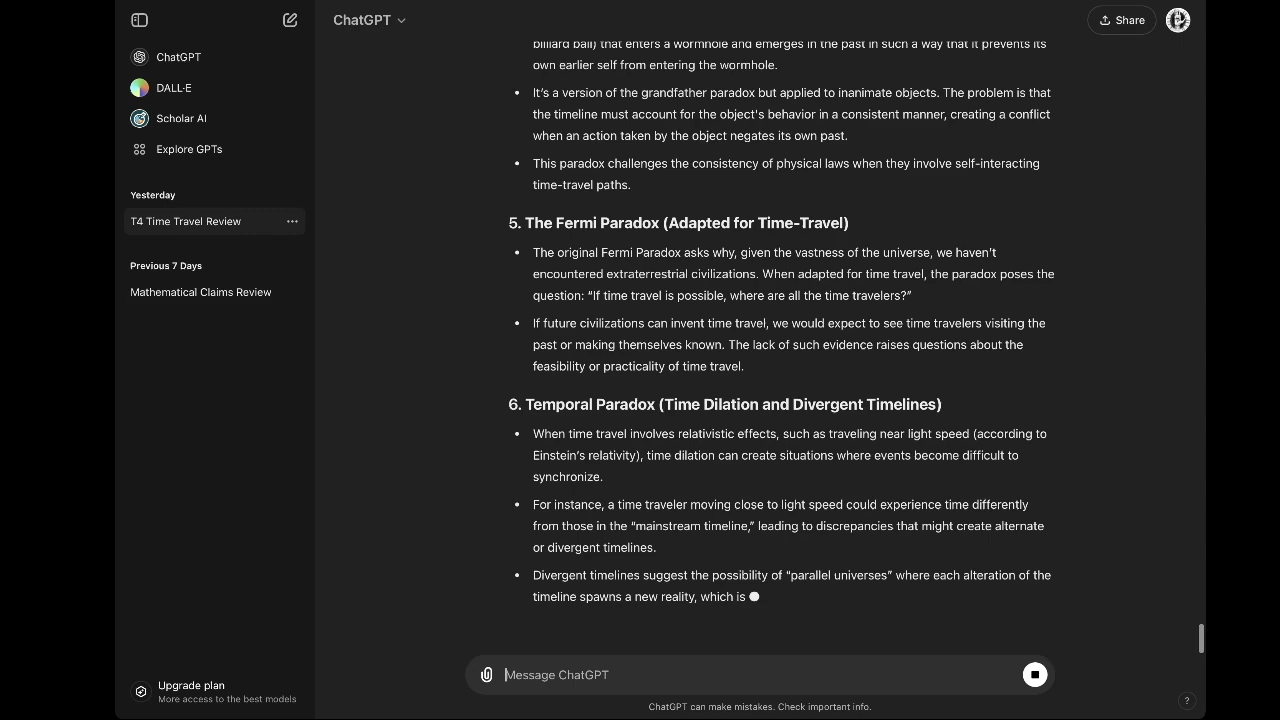 ChatGPT
DALL·E
Scholar AI
Explore GPTs
Yesterday
T4 Time Travel Review
Previous 7 Days
Mathematical Claims Review
Upgrade plan
More access to the best models
ChatGPT
Share
billiard ball) that enters a wormhole and emerges in the past in such a way that it prevents its
own earlier self from entering the wormhole.
• It’s a version of the grandfather paradox but applied to inanimate objects. The problem is that
the timeline must account for the object's behavior in a consistent manner, creating a conflict
when an action taken by the object negates its own past.
• This paradox challenges the consistency of physical laws when they involve self-interacting
time-travel paths.
5. The Fermi Paradox (Adapted for Time-Travel)
• The original Fermi Paradox asks why, given the vastness of the universe, we haven’t
encountered extraterrestrial civilizations. When adapted for time travel, the paradox poses the
question: “If time travel is possible, where are all the time travelers?”
• If future civilizations can invent time travel, we would expect to see time travelers visiting the
past or making themselves known. The lack of such evidence raises questions about the
feasibility or practicality of time travel.
6. Temporal Paradox (Time Dilation and Divergent Timelines)
• When time travel involves relativistic effects, such as traveling near light speed (according to
Einstein’s relativity), time dilation can create situations where events become difficult to
synchronize.
• For instance, a time traveler moving close to light speed could experience time differently
from those in the “mainstream timeline,” leading to discrepancies that might create alternate
or divergent timelines.
• Divergent timelines suggest the possibility of “parallel universes” where each alteration of the
timeline spawns a new reality, which is
Message ChatGPT
ChatGPT can make mistakes. Check important info.
?